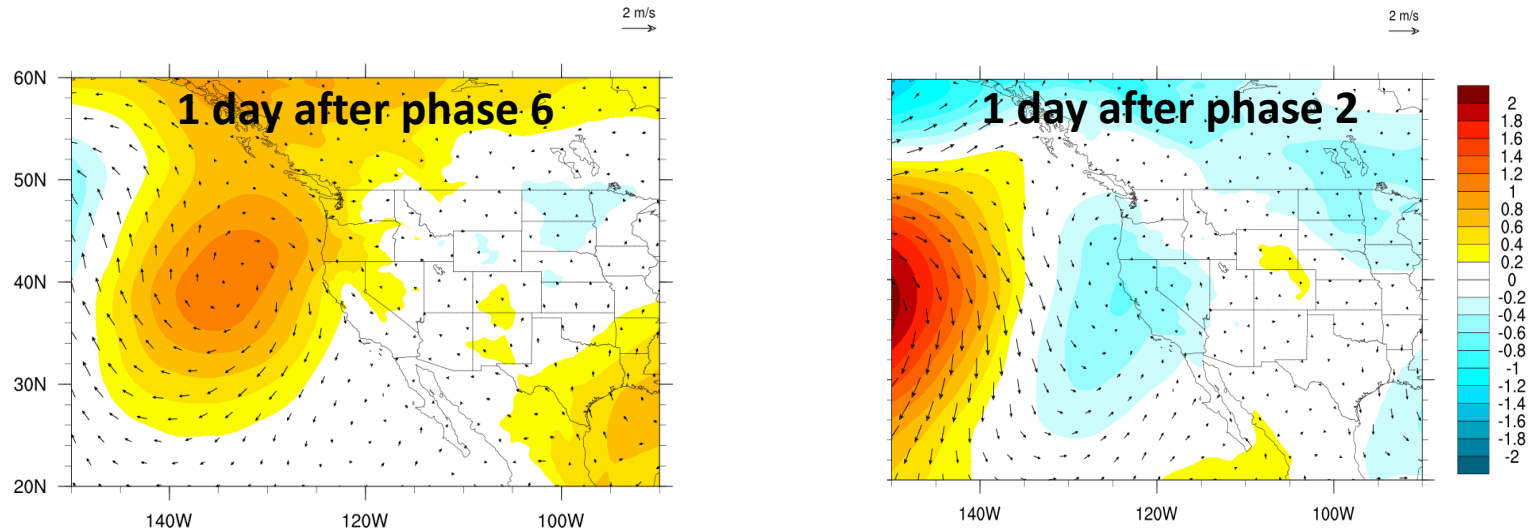 2 m/s
2 m/s
1 day after phase 6
1 day after phase 2
60N
50N
40N
30N
20N
140W
120W
100W
140W
120W
100W
2
1.8
1.6
1.4
1.2
1
0.8
0.6
0.4
0.2
0
-0.2
-0.4
-0.6
-0.8
-1
-1.2
-1.4
-1.6
-1.8
-2